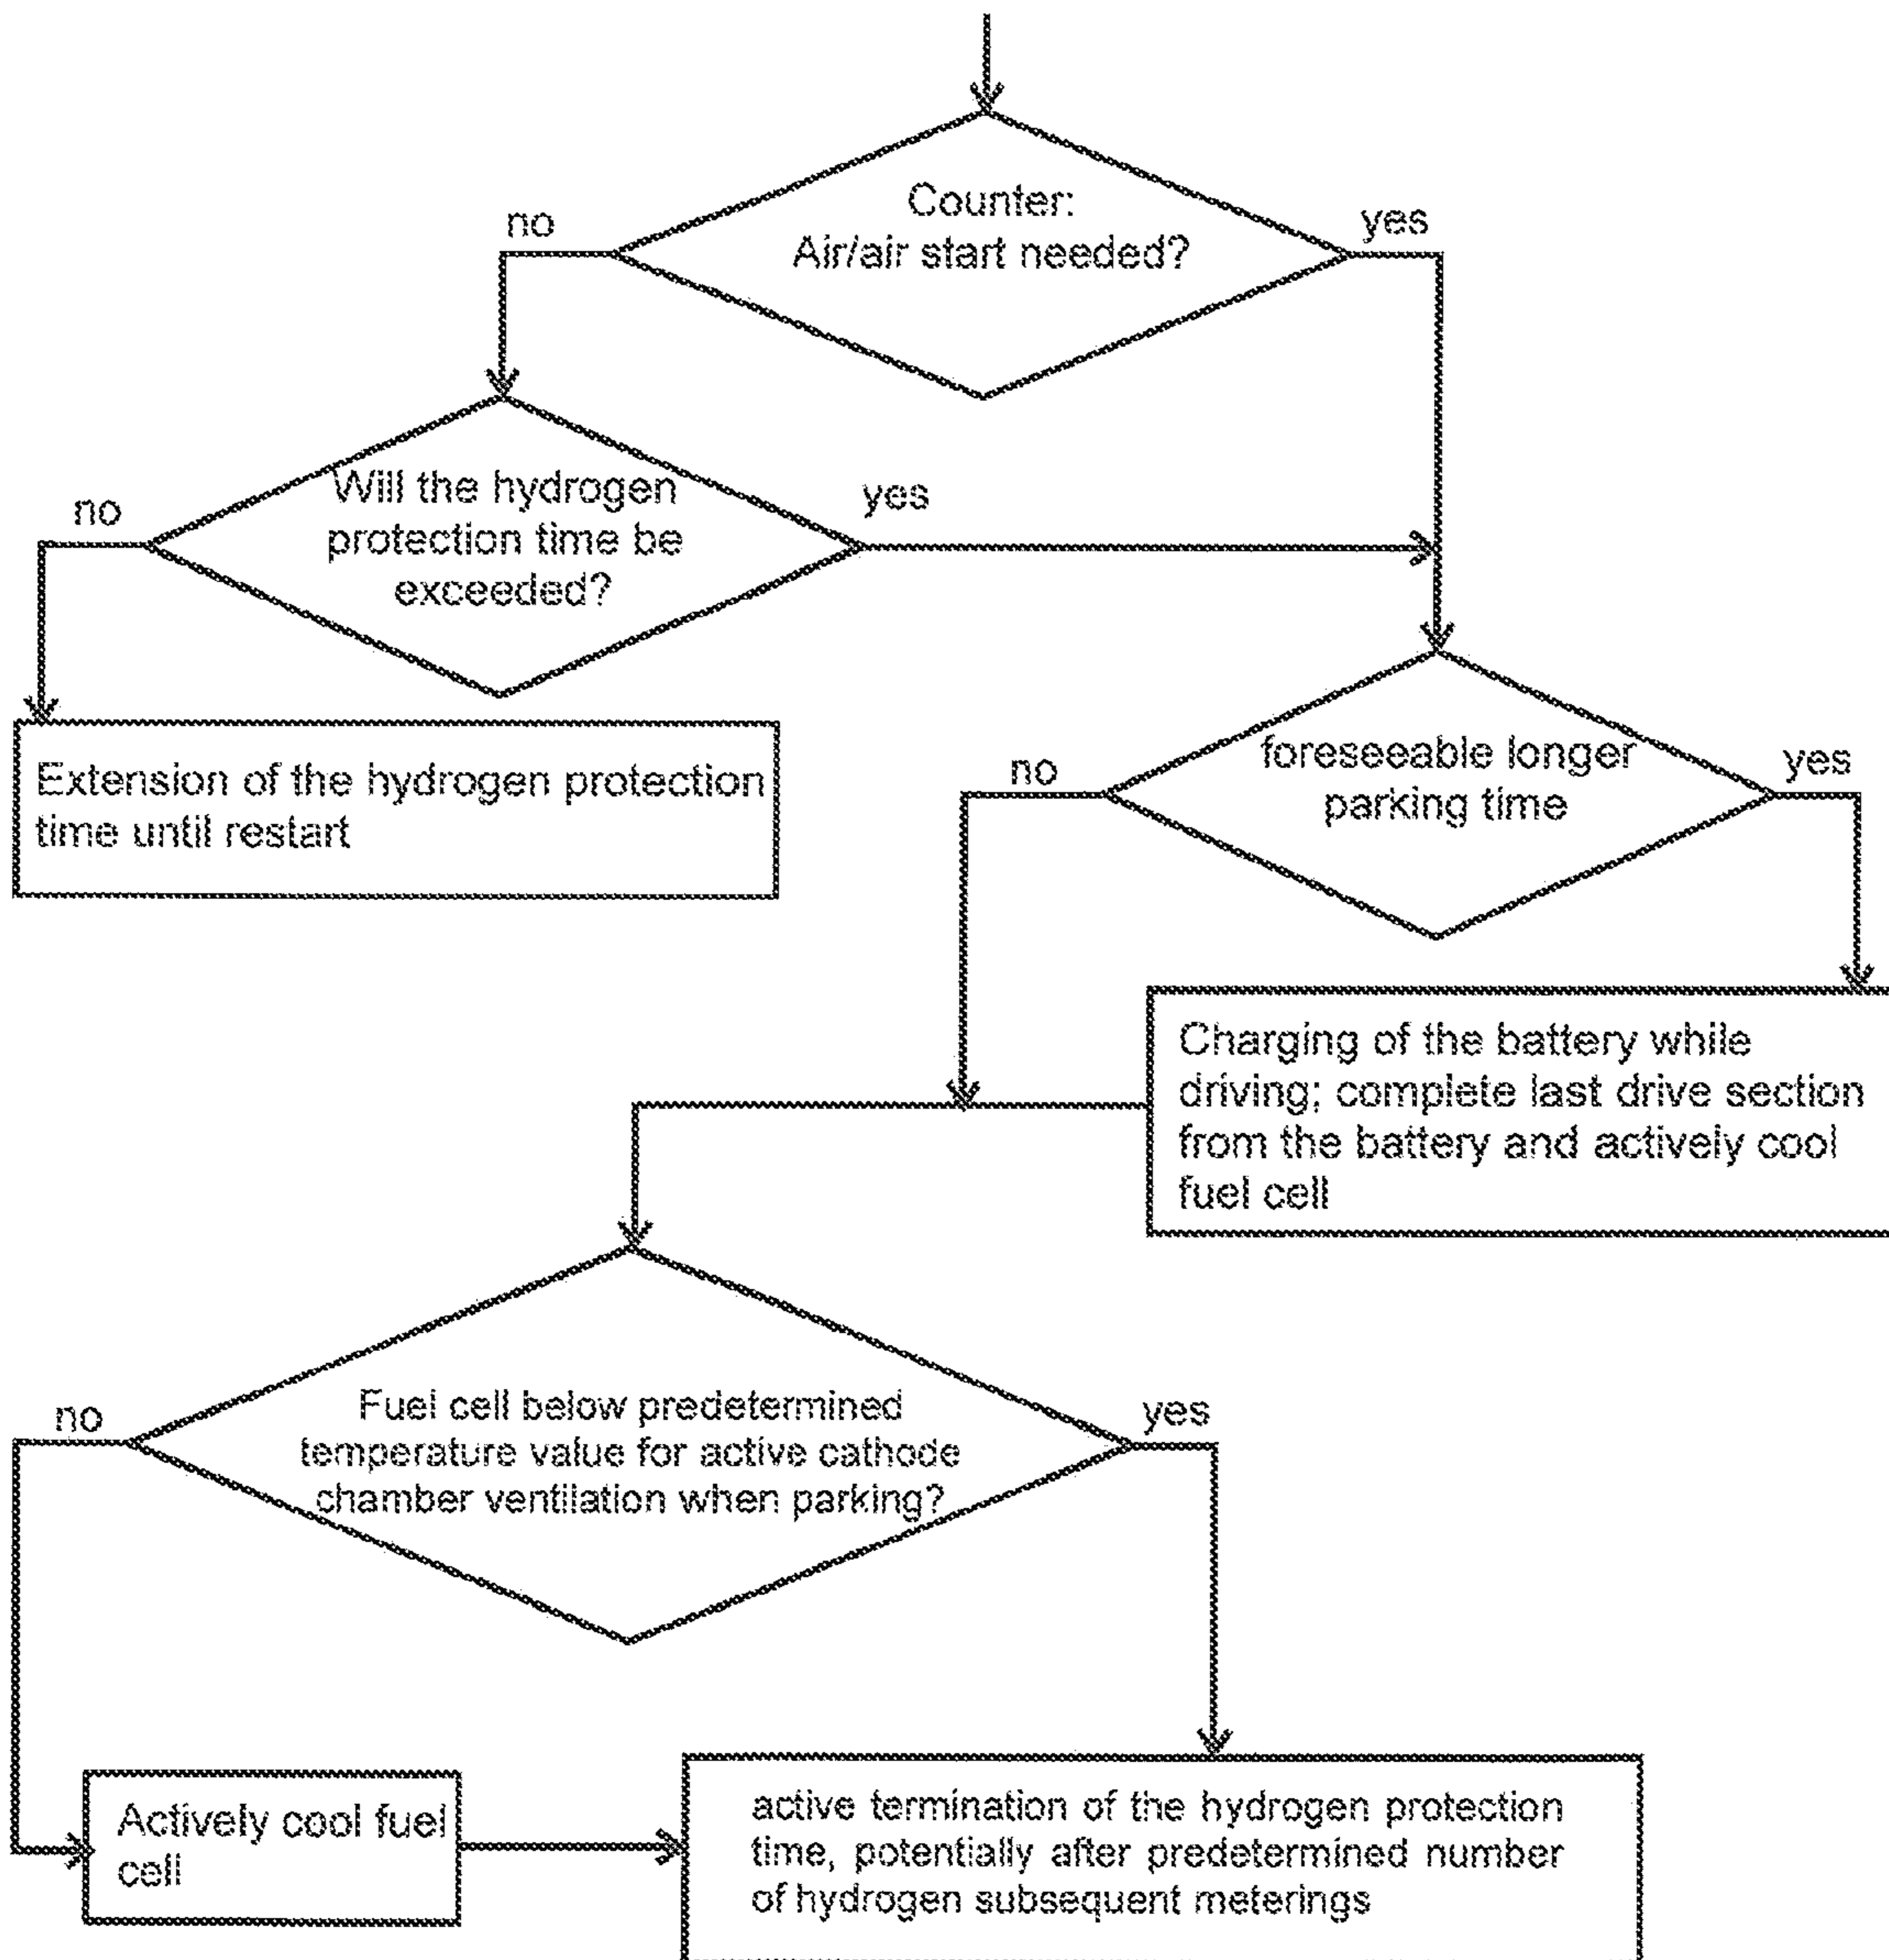 Counter:
Air/air start needed?
no
yes
Will the hydrogen
protection time be
exceeded?
no
yes
Extension of the hydrogen protection
time until restart
foreseeable longer
parking time
no
yes
Charging of the battery while
driving; complete last drive section
from the battery and actively cool
fuel cell
Fuel cell below predetermined
temperature value for active cathode
chamber ventilation when parking?
no
yes
Actively cool fuel
cell
active termination of the hydrogen protection
time, potentially after predetermined number
of hydrogen subsequent meterings